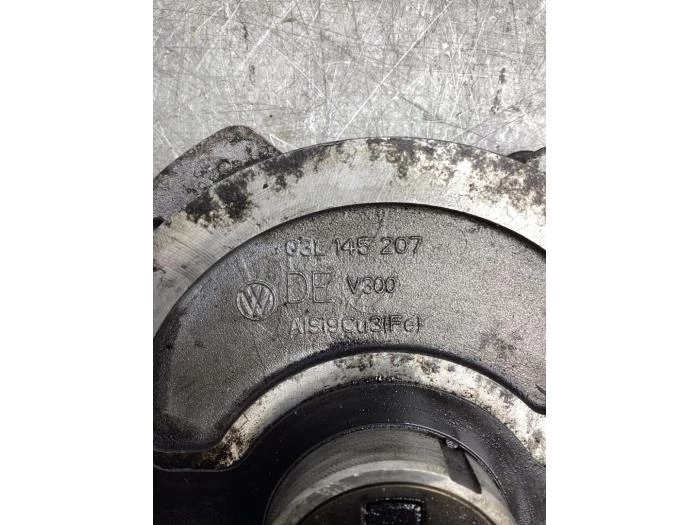 03L 145 207
DE V300
AlSi9Cu3(Fe)